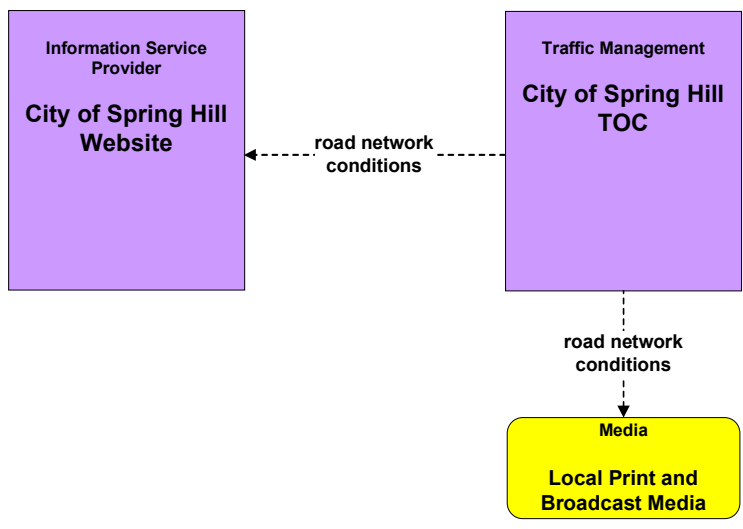 Information Service
Provider
City of Spring Hill
Website
road network
conditions
Traffic Management
City of Spring Hill
TOC
road network
conditions
Media
Local Print and
Broadcast Media